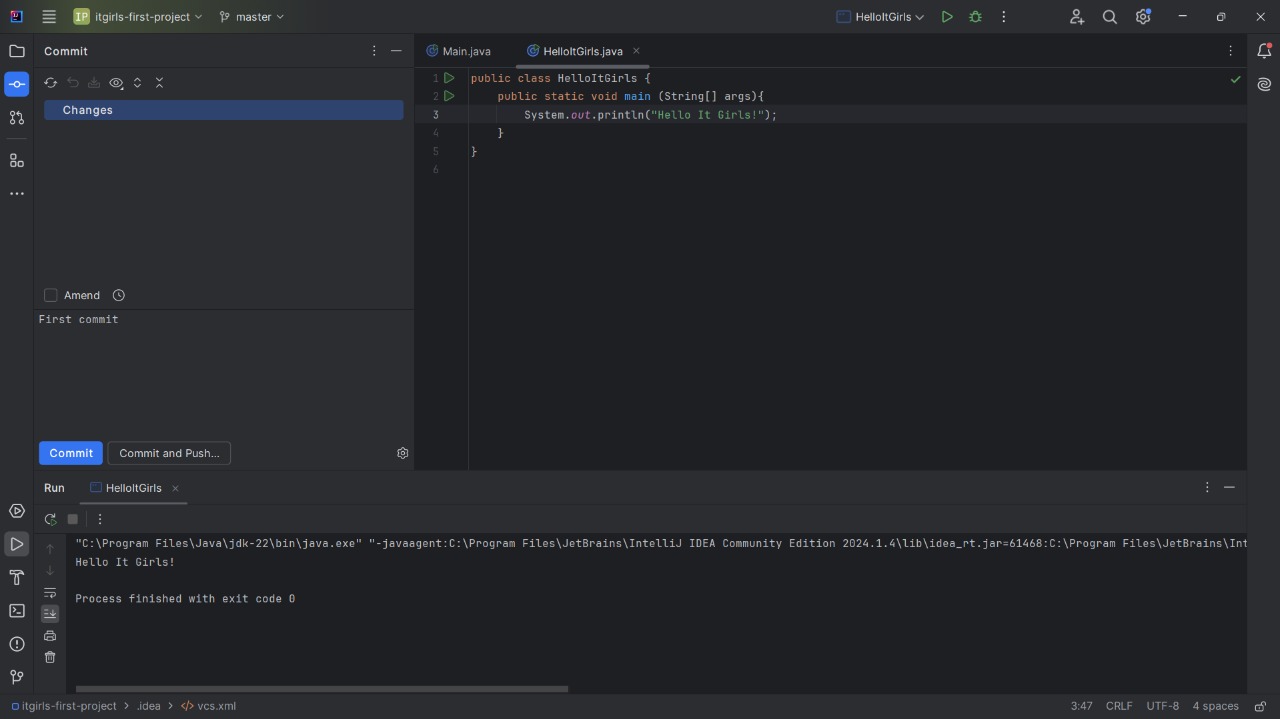 IP itgirls-first-project master HelloItGirls
Commit
Main.java HelloItGirls.java
Changes
1 public class HelloItGirls {
2 public static void main (String[] args){
3 System.out.println("Hello It Girls!");
4 }
5 }
6
Amend
First commit
Commit Commit and Push...
Run HelloItGirls
"C:\Program Files\Java\jdk-22\bin\java.exe" "-javaagent:C:\Program Files\JetBrains\IntelliJ IDEA Community Edition 2024.1.4\lib\idea_rt.jar=61468:C:\Program Files\JetBrains\Int
Hello It Girls!
Process finished with exit code 0
itgirls-first-project > .idea > vcs.xml 3:47 CRLF UTF-8 4 spaces